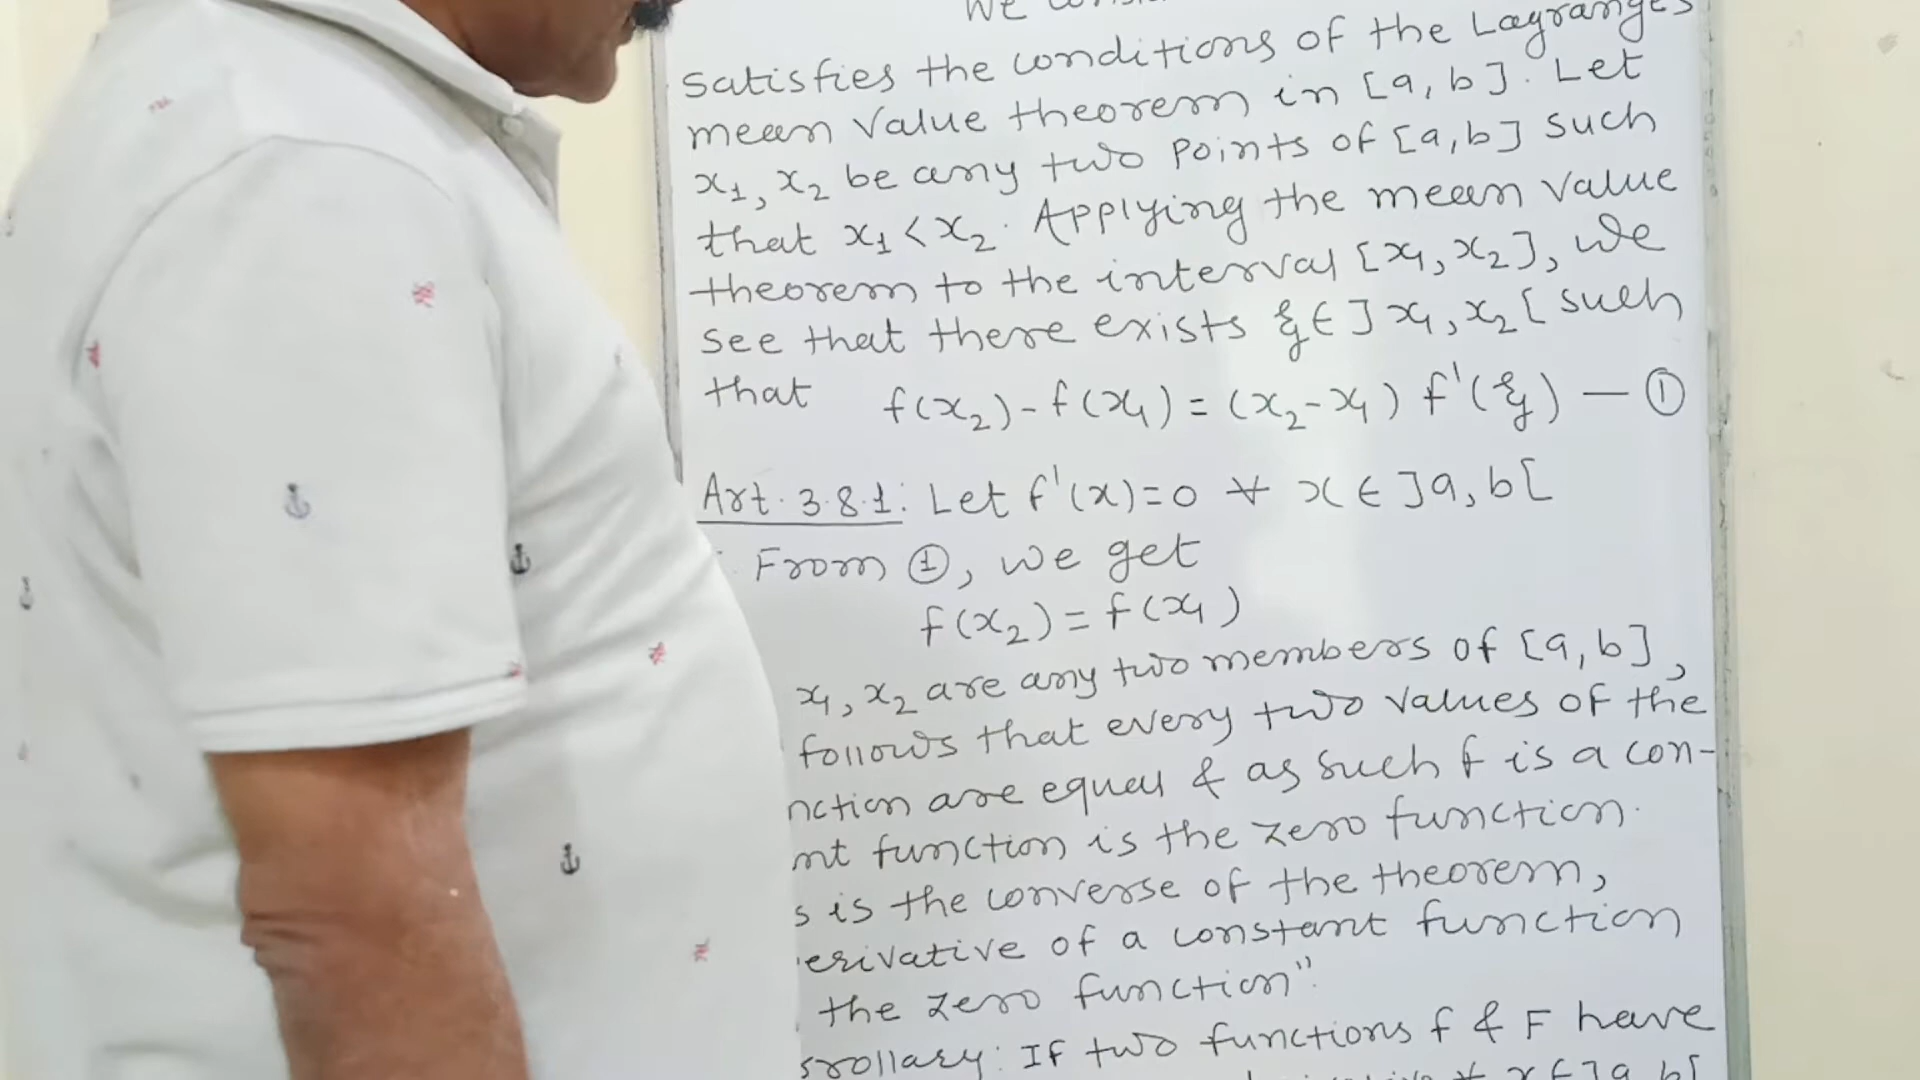 We
satisfies the conditions of the Lagranges
mean value theorem in [a, b]. Let
x₁, x₂ be any two points of [a, b] such
that x₁ < x₂. Applying the mean value
theorem to the interval [x₁, x₂], we
see that there exists ξ ∈ ]x₁, x₂[ such
that f(x₂) - f(x₁) = (x₂ - x₁) f'(ξ) — ①
Art. 3.8.1: Let f'(x) = 0 ∀ x ∈ ]a, b[
From ①, we get
f(x₂) = f(x₁)
x₁, x₂ are any two members of [a, b],
follows that every two values of the
nction are equal & as such f is a con-
nt function is the zero function.
s is the converse of the theorem,
erivative of a constant function
the zero function".
orollary: If two functions f & F have
∀ x ∈ ]a, b[